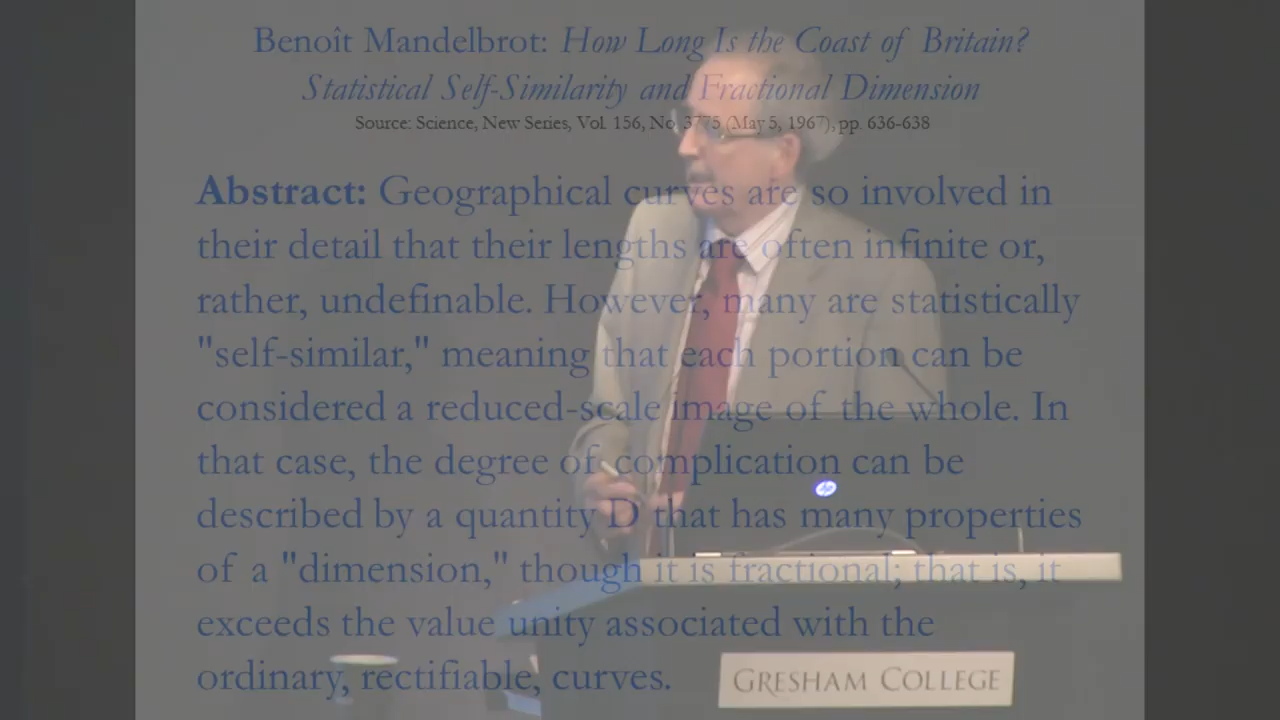 Benoît Mandelbrot: How Long Is the Coast of Britain?
Statistical Self-Similarity and Fractional Dimension
Source: Science, New Series, Vol. 156, No. 3775 (May 5, 1967), pp. 636-638
Abstract: Geographical curves are so involved in
their detail that their lengths are often infinite or,
rather, undefinable. However, many are statistically
"self-similar," meaning that each portion can be
considered a reduced-scale image of the whole. In
that case, the degree of complication can be
described by a quantity D that has many properties
of a "dimension," though it is fractional; that is, it
exceeds the value unity associated with the
ordinary, rectifiable, curves.
GRESHAM COLLEGE
hp